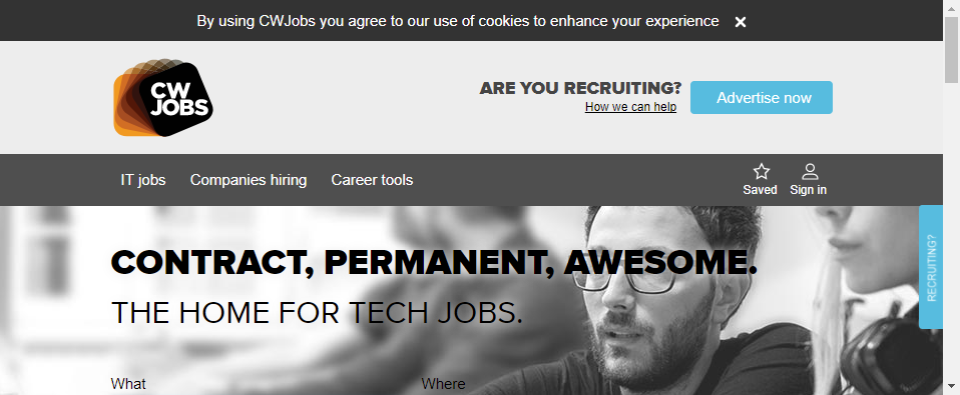 By using CWJobs you agree to our use of cookies to enhance your experience ×
CW
JOBS
ARE YOU RECRUITING?
How we can help
Advertise now
IT jobs Companies hiring Career tools
Saved Sign in
RECRUITING?
CONTRACT, PERMANENT, AWESOME.
THE HOME FOR TECH JOBS.
What Where